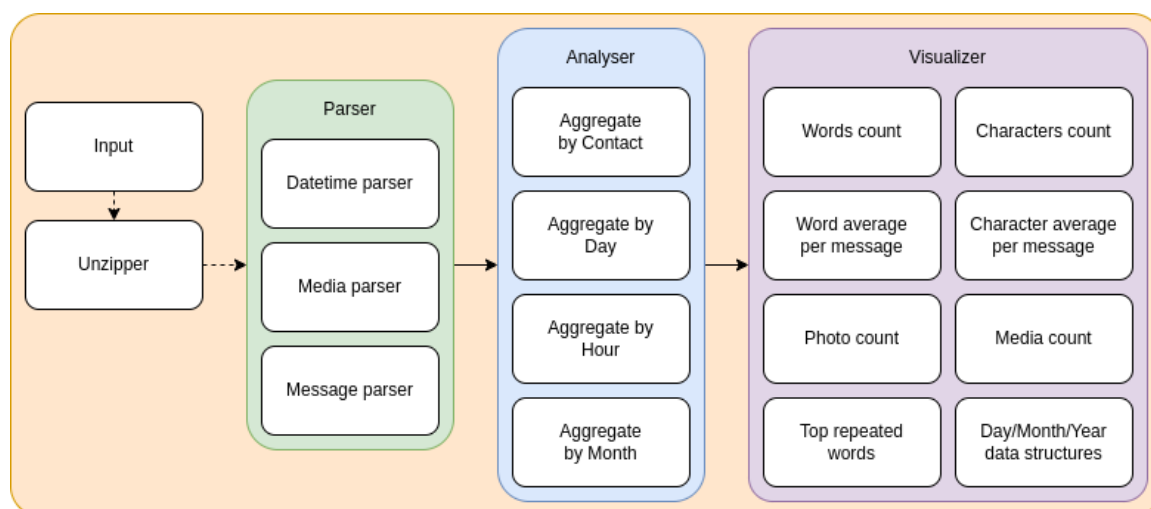 Input
Unzipper
Parser
Datetime parser
Media parser
Message parser
Analyser
Aggregate
by Contact
Aggregate by
Day
Aggregate by
Hour
Aggregate
by Month
Visualizer
Words count
Characters count
Word average
per message
Character average
per message
Photo count
Media count
Top repeated
words
Day/Month/Year
data structures